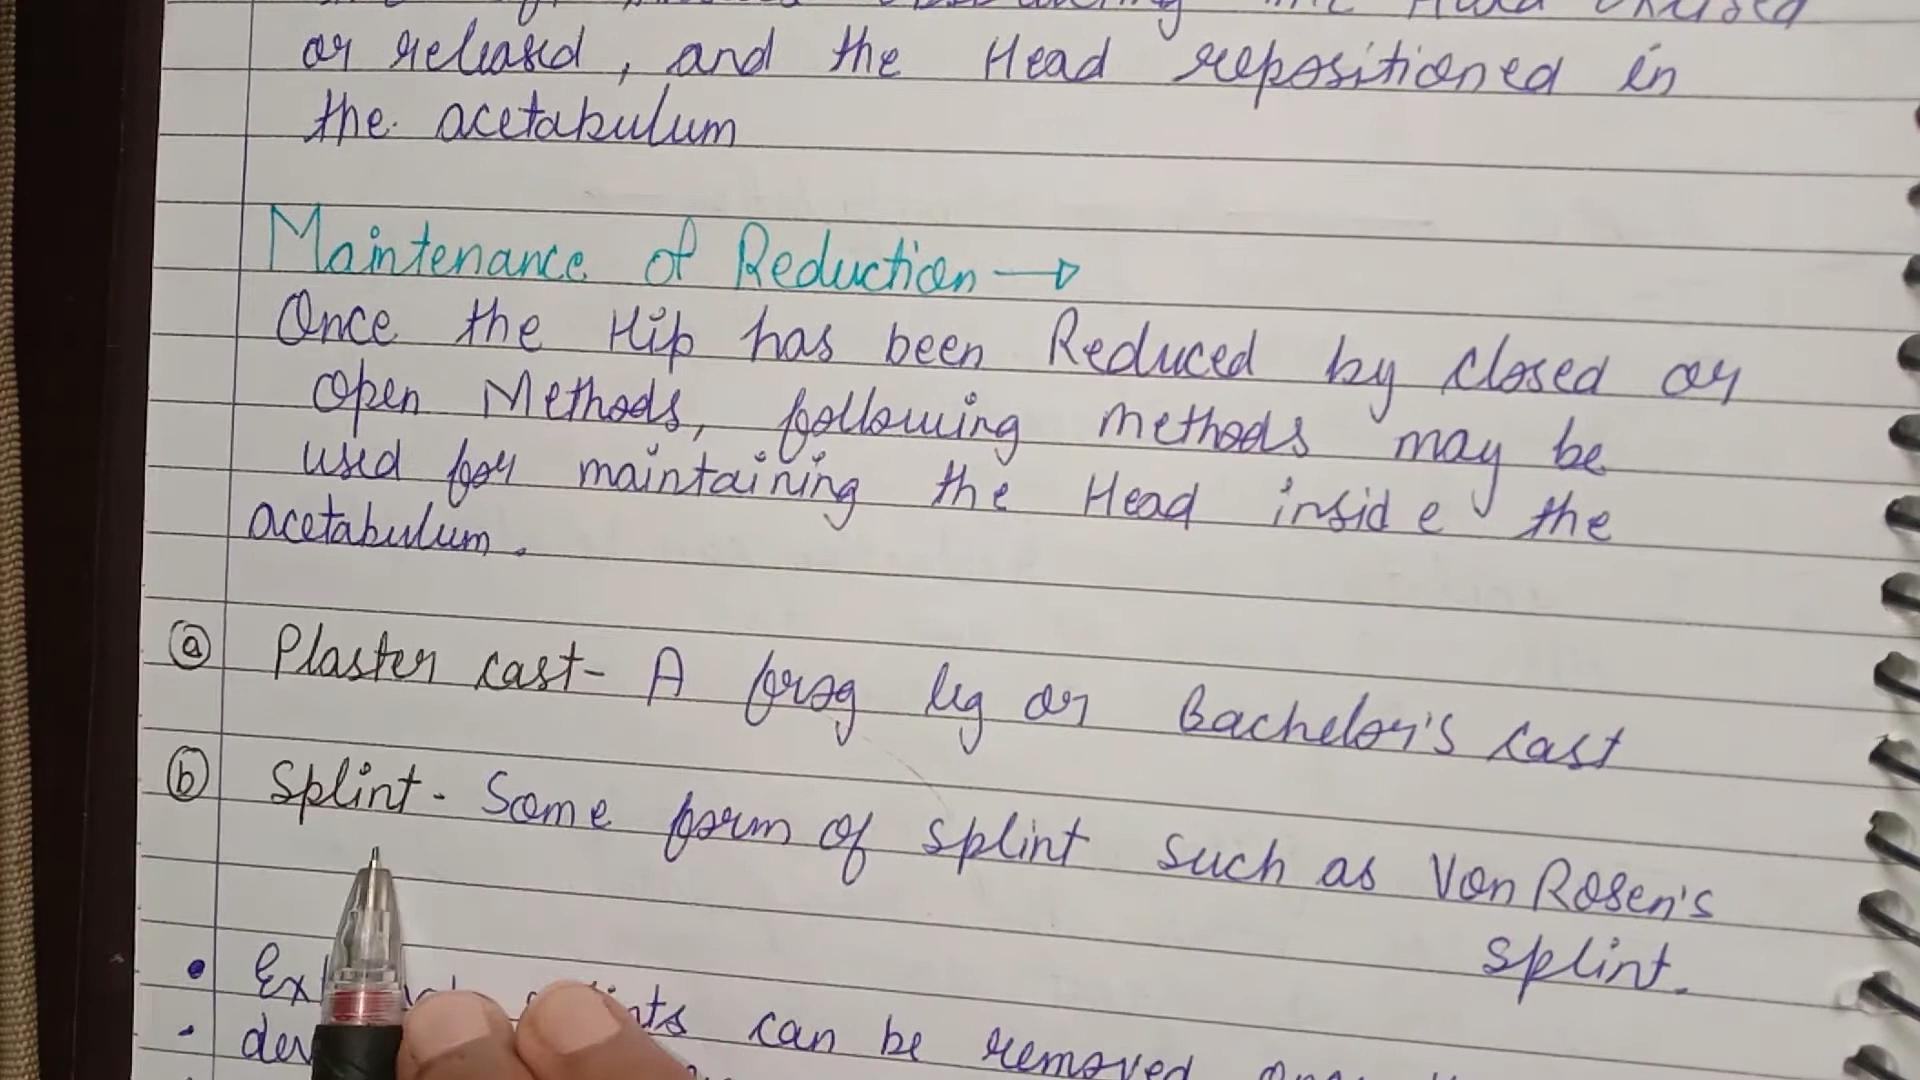 or released, and the Head repositioned in
the acetabulum
Maintenance of Reduction →
Once the Hip has been Reduced by closed or
open Methods, following methods may be
used for maintaining the Head inside the
acetabulum.
ⓐ Plaster cast - A frog leg or Bachelor's cast
ⓑ Splint - Some form of splint such as Von Rosen's
splint.
can be removed